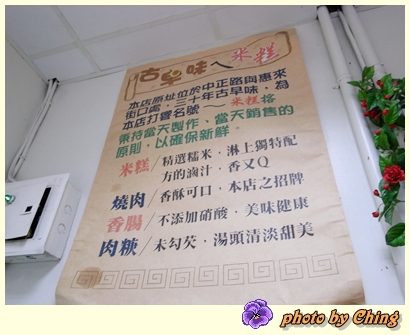 古早味ㄟ米糕
本店原址位於中正路與惠來
街口處，三十年古早味，為
本店打響名號～米糕
秉持當天製作、當天銷售的
原則，以確保新鮮。
米糕/精選糯米，淋上獨特配
方的滷汁，香又Q
燒肉/香酥可口，本店之招牌
香腸/不添加硝酸，美味健康
肉羹/未勾芡，湯頭清淡甜美
photo by Ching